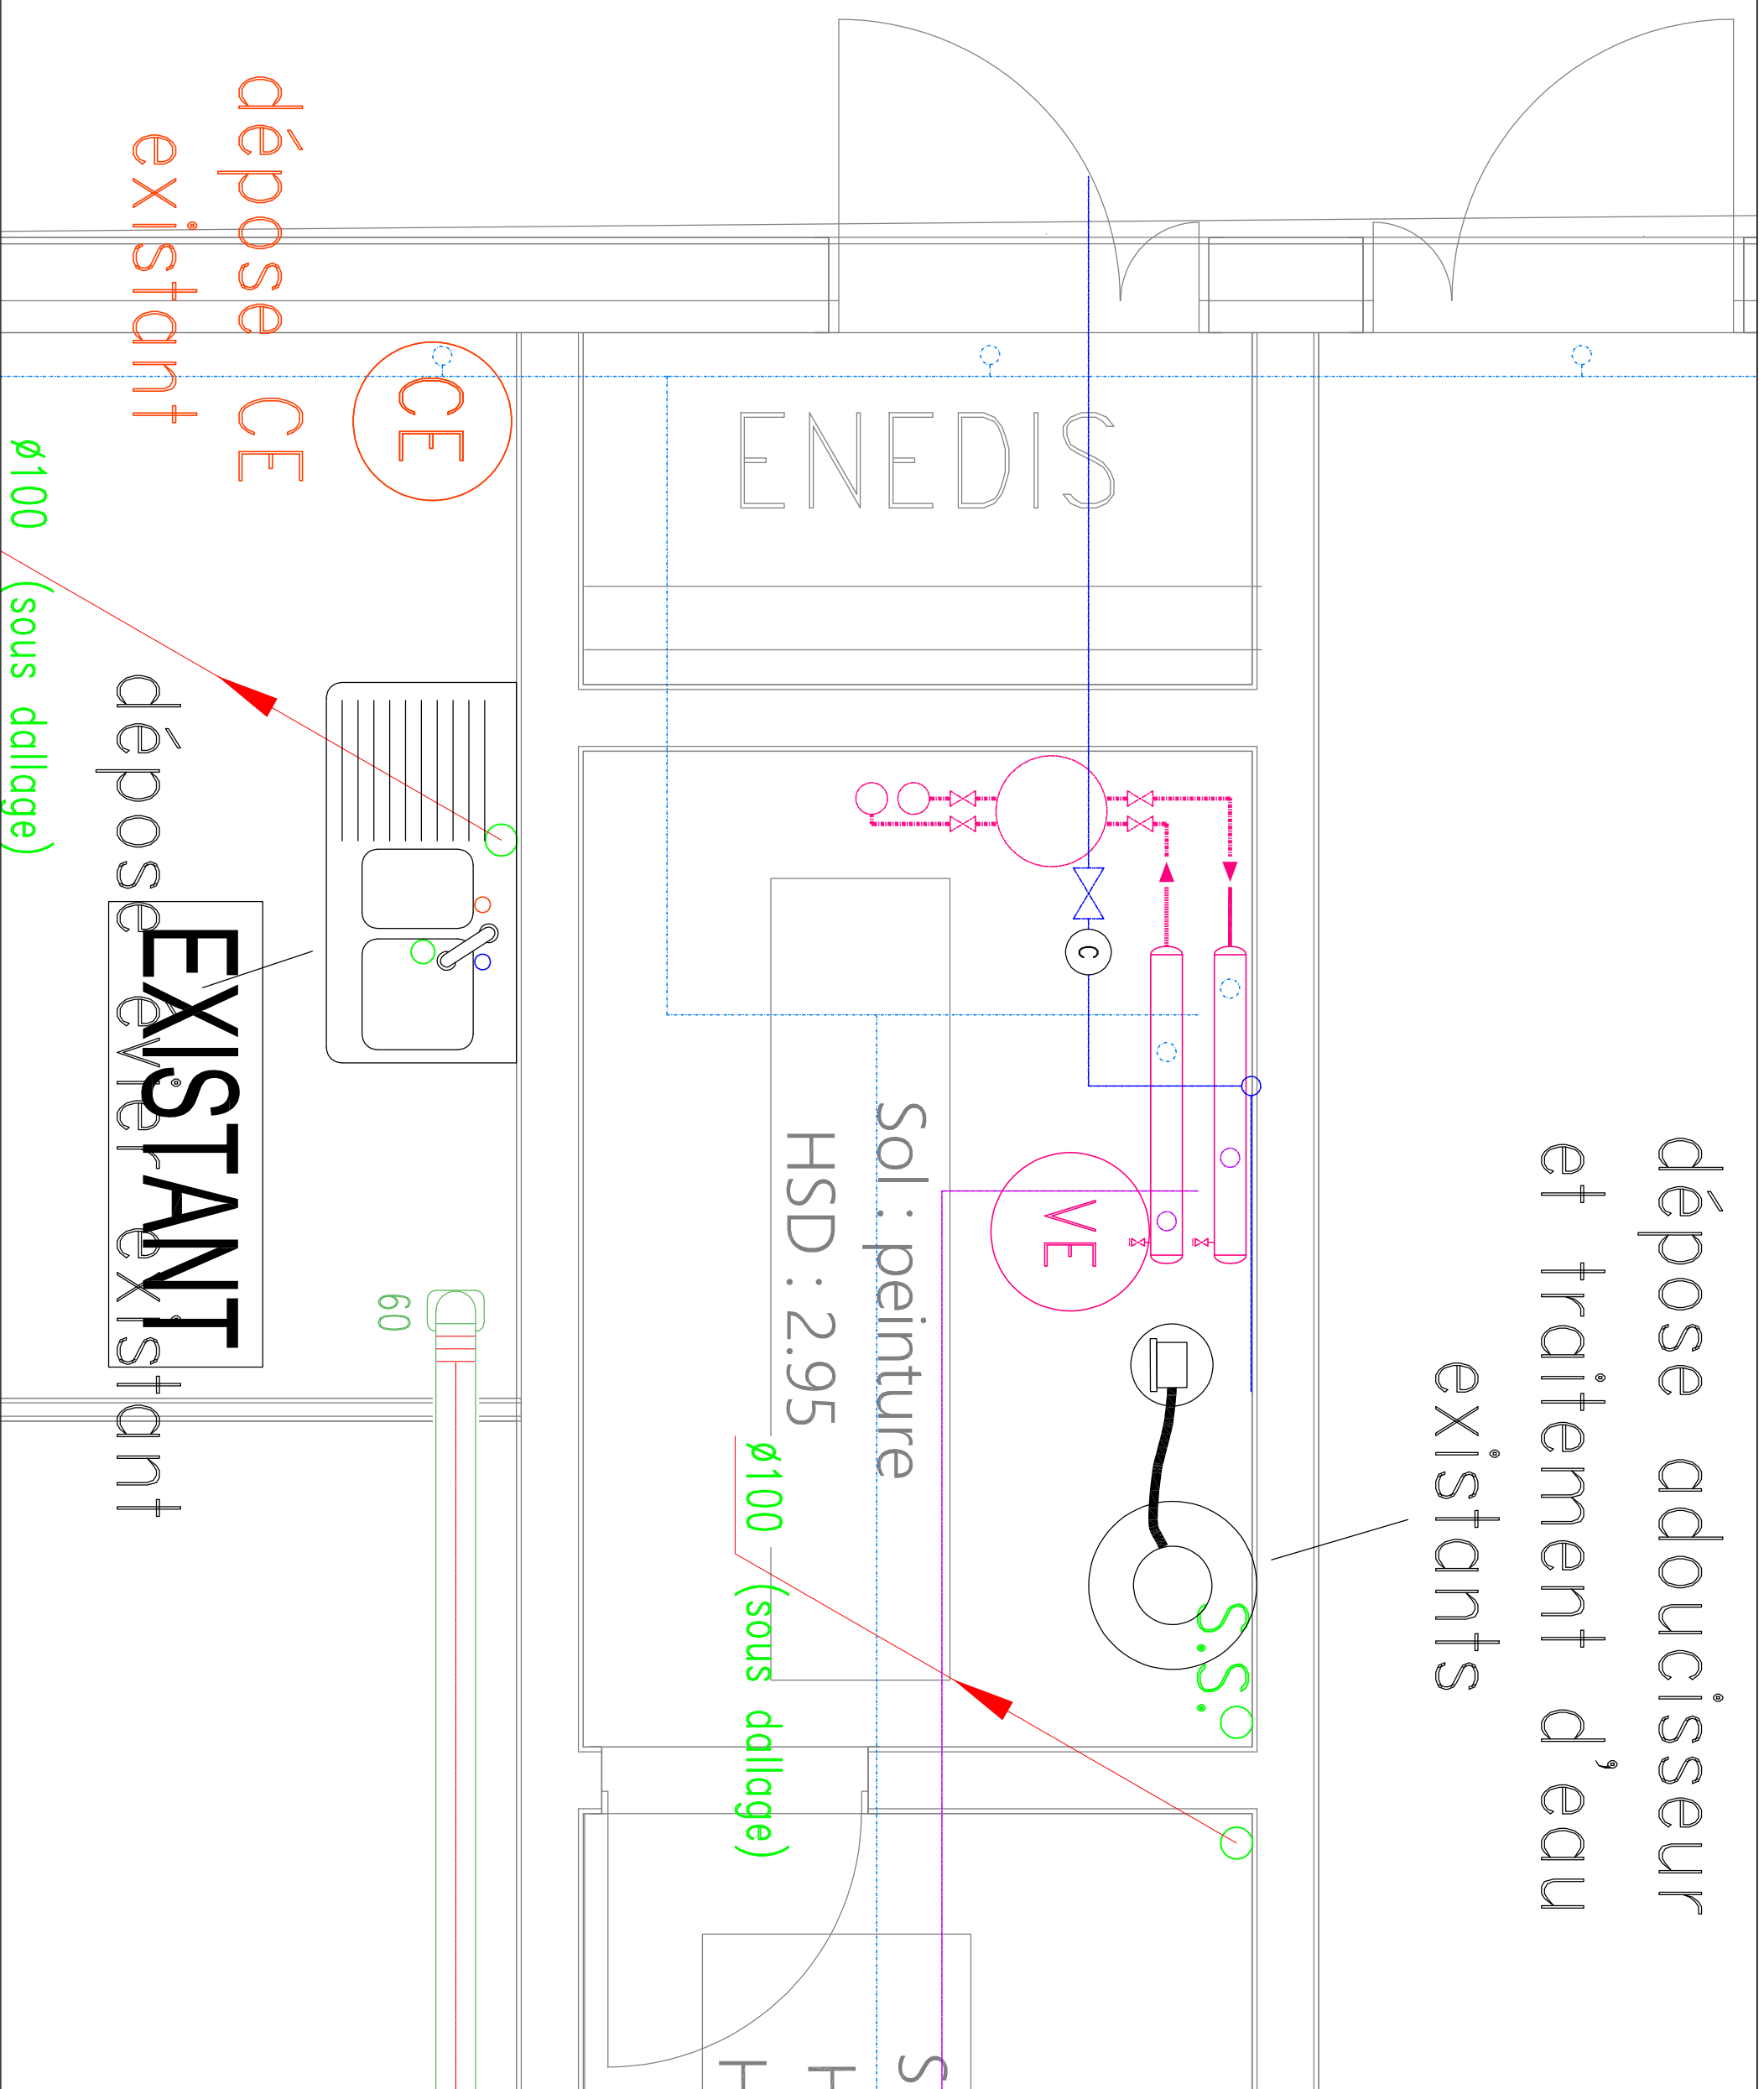 dépose CE
existant
CE
ENEDIS
ø100 (sous dallage)
dépose évier existant
EXISTANT
60
C
VE
Sol : peinture
HSD : 2.95
ø100 (sous dallage)
S.S.
dépose adoucisseur
et traitement d'eau
existants
S
H
H